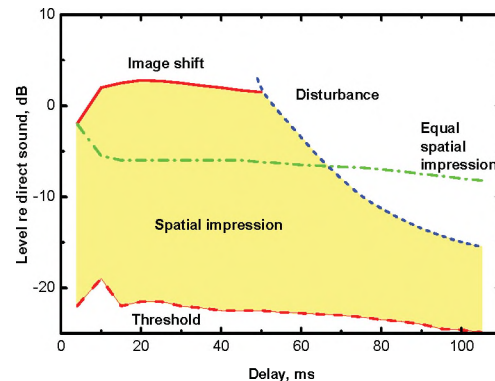 Image shift
Disturbance
Equal
spatial
impression
Spatial impression
Threshold
Level re direct sound, dB
0
-10
-20
0
20
40
60
80
100
Delay, ms